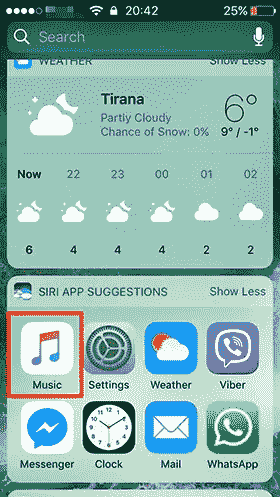 20:42 25%
Search
WEATHER Show Less
Tirana
Partly Cloudy
Chance of Snow: 0%
6°
9° / -1°
Now 22 23 00 01 02
6 4 4 4 2 2
SIRI APP SUGGESTIONS Show Less
Music Settings Weather Viber
Messenger Clock Mail WhatsApp